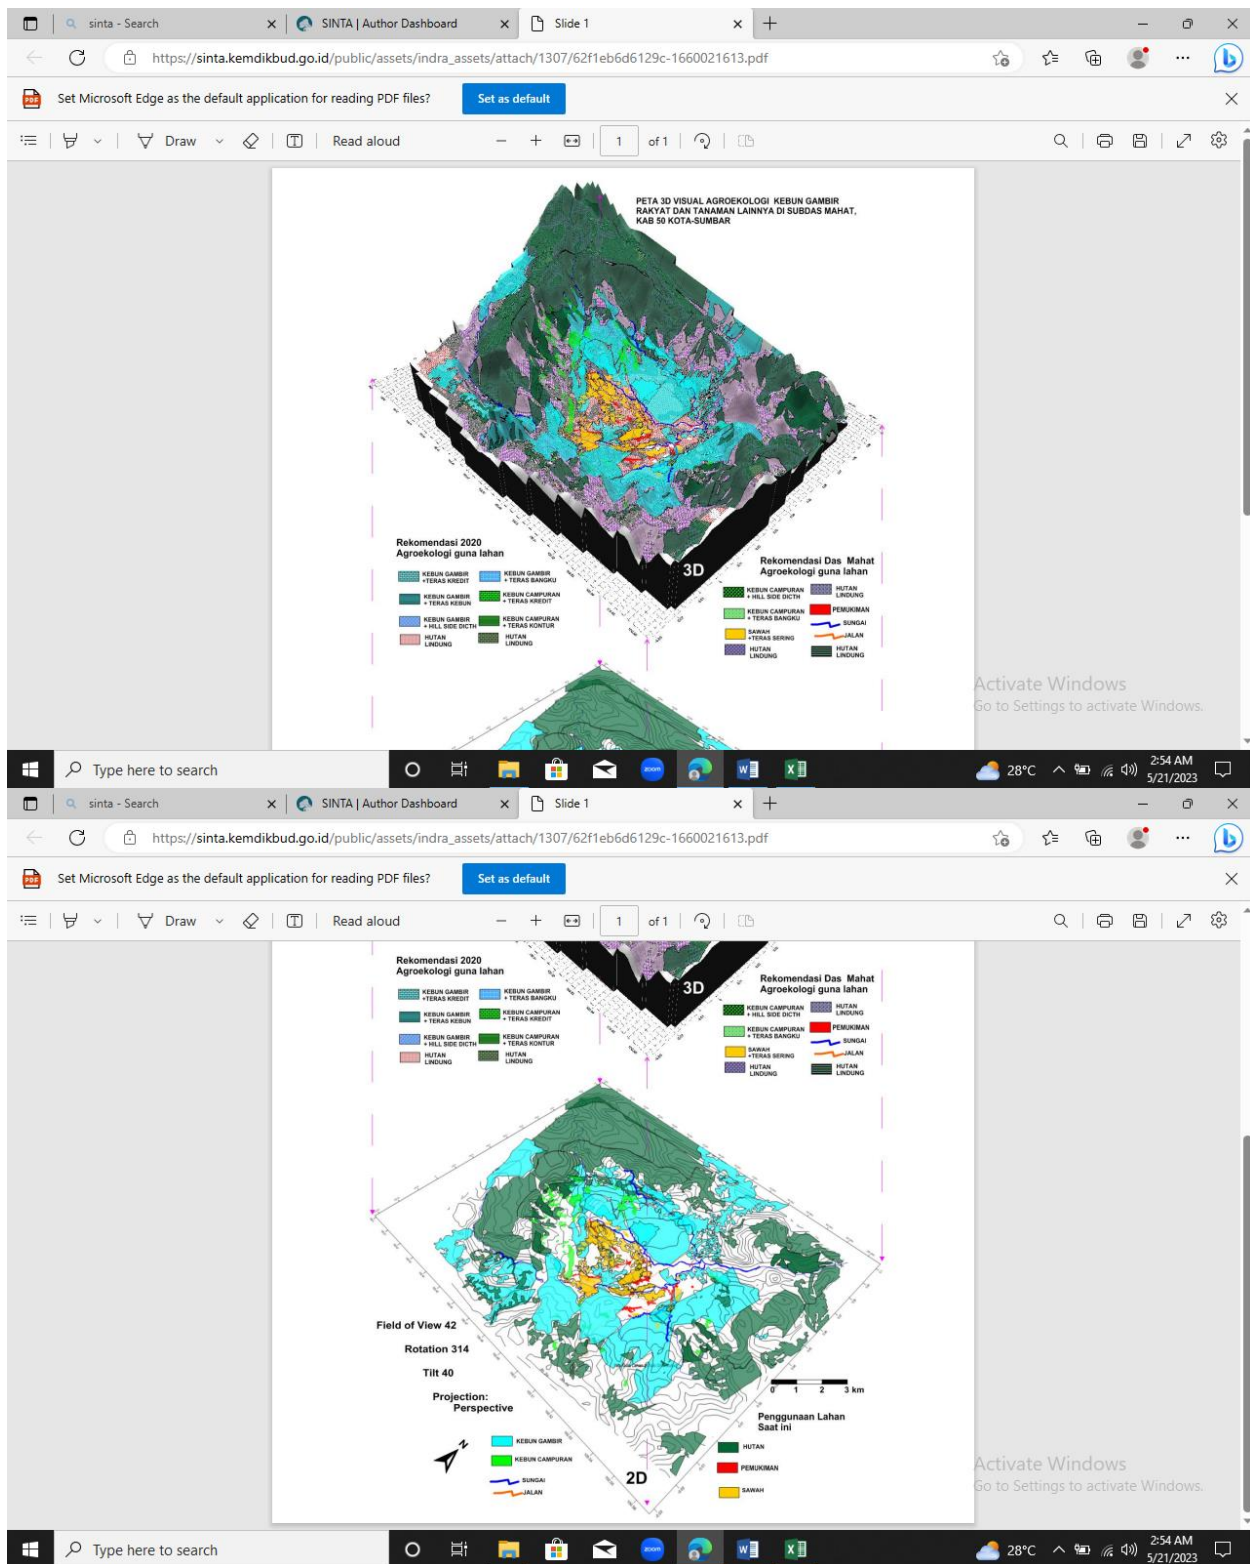 sinta - Search
SINTA | Author Dashboard
Slide 1
https://sinta.kemdikbud.go.id/public/assets/indra_assets/attach/1307/62f1eb6d6129c-1660021613.pdf
Set Microsoft Edge as the default application for reading PDF files?
Set as default
Draw
Read aloud
1
of 1
PETA 3D VISUAL AGROEKOLOGI KEBUN GAMBIR
RAKYAT DAN TANAMAN LAINNYA DI SUBDAS MAHAT,
KAB 50 KOTA-SUMBAR
3D
Rekomendasi 2020
Agroekologi guna lahan
KEBUN GAMBIR
+TERAS KREDIT
KEBUN GAMBIR
+ TERAS BANGKU
KEBUN GAMBIR
+ TERAS KEBUN
KEBUN CAMPURAN
+ TERAS KREDIT
KEBUN GAMBIR
+ HILL SIDE DICTH
KEBUN CAMPURAN
+ TERAS KONTUR
HUTAN
LINDUNG
HUTAN
LINDUNG
Rekomendasi Das Mahat
Agroekologi guna lahan
KEBUN CAMPURAN
+ HILL SIDE DICTH
HUTAN
LINDUNG
KEBUN CAMPURAN
+ TERAS BANGKU
PEMUKIMAN
SUNGAI
SAWAH
+TERAS SERING
JALAN
HUTAN
LINDUNG
HUTAN
LINDUNG
Activate Windows
Go to Settings to activate Windows.
Type here to search
zoom
28°C
2:54 AM
5/21/2023
sinta - Search
SINTA | Author Dashboard
Slide 1
https://sinta.kemdikbud.go.id/public/assets/indra_assets/attach/1307/62f1eb6d6129c-1660021613.pdf
Set Microsoft Edge as the default application for reading PDF files?
Set as default
Draw
Read aloud
1
of 1
3D
Rekomendasi 2020
Agroekologi guna lahan
KEBUN GAMBIR
+TERAS KREDIT
KEBUN GAMBIR
+ TERAS BANGKU
KEBUN GAMBIR
+ TERAS KEBUN
KEBUN CAMPURAN
+ TERAS KREDIT
KEBUN GAMBIR
+ HILL SIDE DICTH
KEBUN CAMPURAN
+ TERAS KONTUR
HUTAN
LINDUNG
HUTAN
LINDUNG
Rekomendasi Das Mahat
Agroekologi guna lahan
KEBUN CAMPURAN
+ HILL SIDE DICTH
HUTAN
LINDUNG
KEBUN CAMPURAN
+ TERAS BANGKU
PEMUKIMAN
SUNGAI
SAWAH
+TERAS SERING
JALAN
HUTAN
LINDUNG
HUTAN
LINDUNG
Field of View 42
Rotation 314
Tilt 40
Projection:
Perspective
N
KEBUN GAMBIR
KEBUN CAMPURAN
SUNGAI
JALAN
2D
0 1 2 3 km
Penggunaan Lahan
Saat ini
HUTAN
PEMUKIMAN
SAWAH
Activate Windows
Go to Settings to activate Windows.
Type here to search
zoom
28°C
2:54 AM
5/21/2023